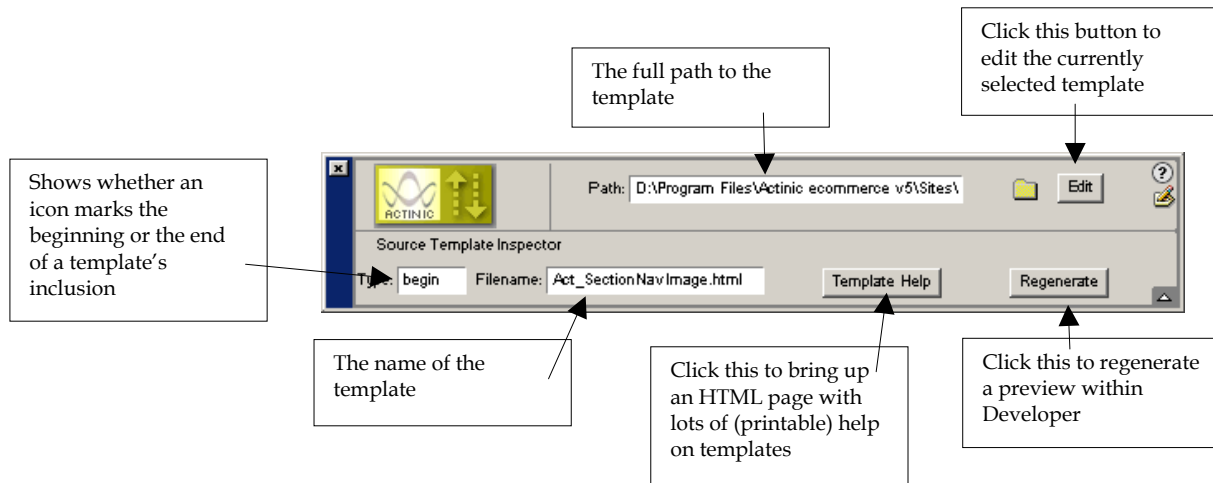 Click this button to
edit the currently
selected template
The full path to the
template
Shows whether an
icon marks the
beginning or the end
of a template's
inclusion
ACTINIC
Path: D:\Program Files\Actinic ecommerce v5\Sites\
Edit
?
Source Template Inspector
Type: begin
Filename: Act_SectionNavImage.html
Template Help
Regenerate
The name of the
template
Click this to bring up
an HTML page with
lots of (printable) help
on templates
Click this to regenerate
a preview within
Developer